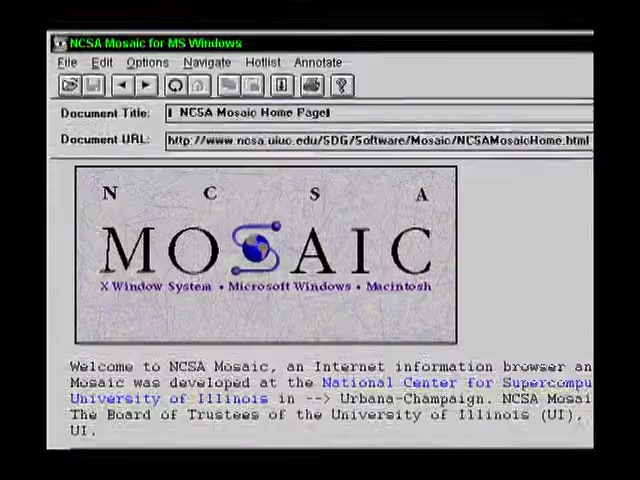 NCSA Mosaic for MS Windows
File Edit Options Navigate Hotlist Annotate
Document Title: NCSA Mosaic Home Page
Document URL: http://www.ncsa.uiuc.edu/SDG/Software/Mosaic/NCSAMosaicHome.html
N C S A
MOSAIC
X Window System • Microsoft Windows • Macintosh
Welcome to NCSA Mosaic, an Internet information browser an
Mosaic was developed at the National Center for Supercompu
University of Illinois in --> Urbana-Champaign. NCSA Mosai
The Board of Trustees of the University of Illinois (UI),
UI.